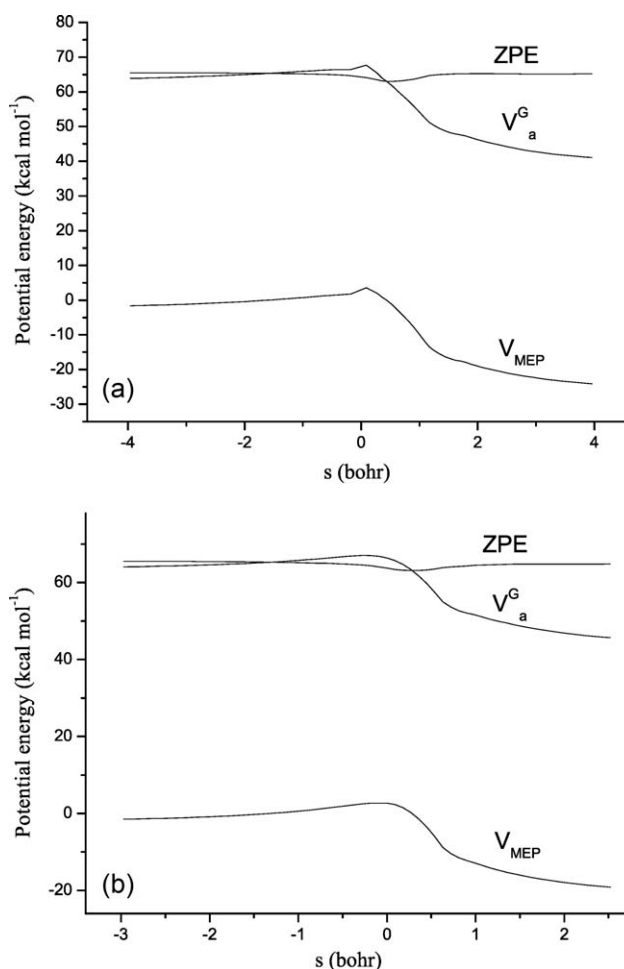 80
70
60
50
40
30
20
10
0
-10
-20
-30
Potential energy (kcal mol⁻¹)
ZPE
V^G_a
V_MEP
(a)
-4 -2 0 2 4
s (bohr)
60
40
20
0
-20
Potential energy (kcal mol⁻¹)
ZPE
V^G_a
V_MEP
(b)
-3 -2 -1 0 1 2
s (bohr)